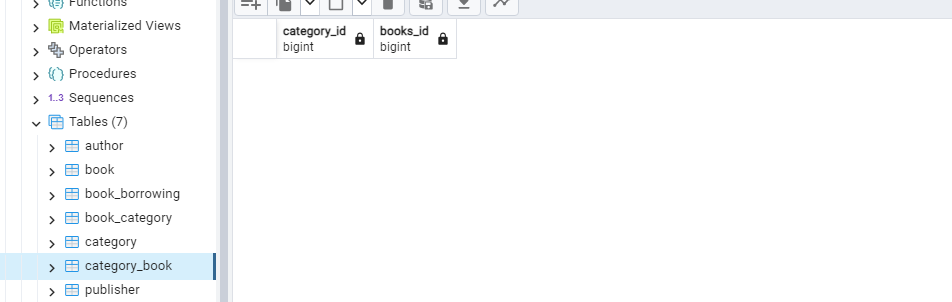 Functions
Materialized Views
Operators
Procedures
1..3 Sequences
Tables (7)
author
book
book_borrowing
book_category
category
category_book
publisher
category_id
bigint
books_id
bigint